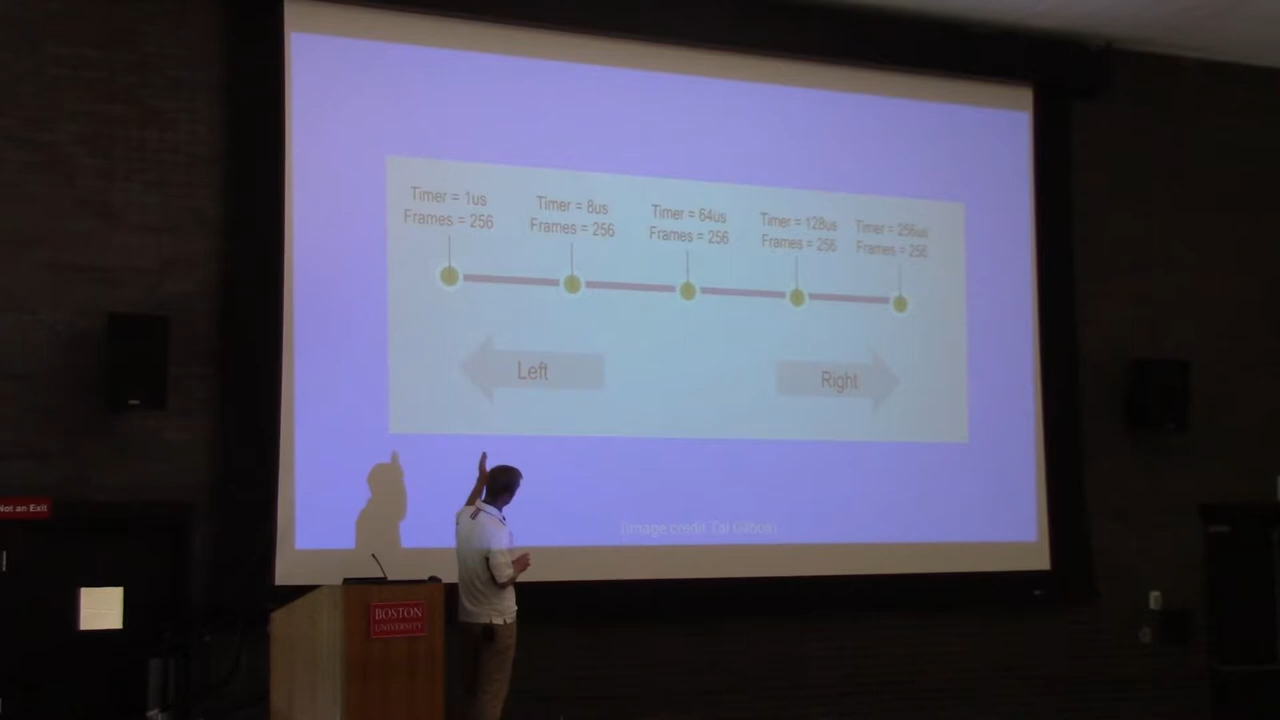 Timer = 1us
Frames = 256
Timer = 8us
Frames = 256
Timer = 64us
Frames = 256
Timer = 128us
Frames = 256
Timer = 256us
Frames = 256
Left
Right
(Image credit Tal
Not an Exit
BOSTON
UNIVERSITY